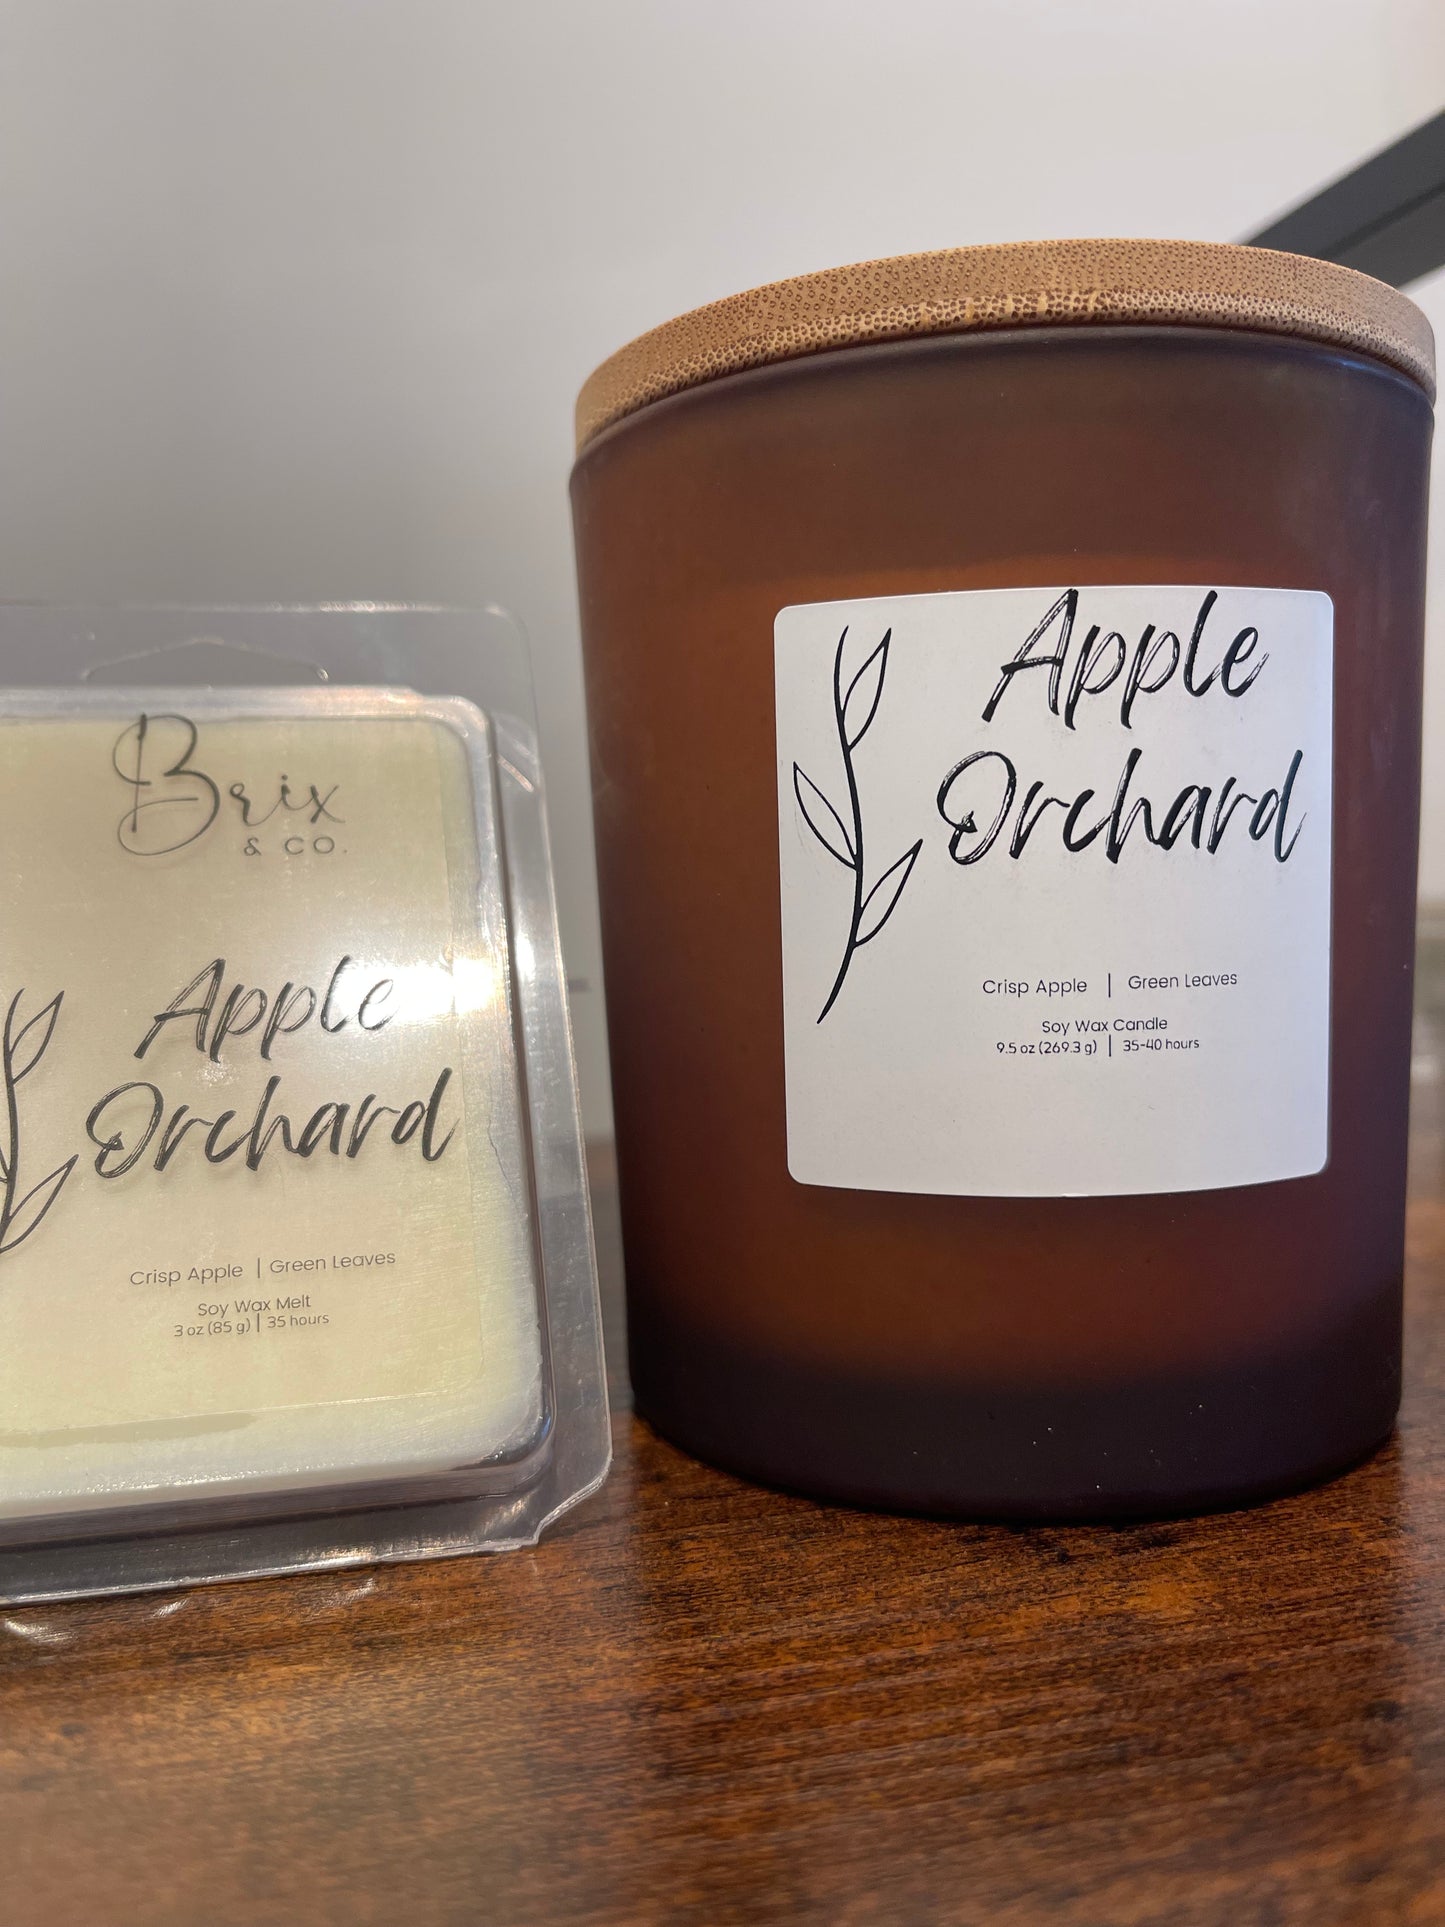 Brix
& CO.
Apple
Orchard
Crisp Apple | Green Leaves
Soy Wax Melt
3 oz (85 g) | 35 hours
Apple
Orchard
Crisp Apple | Green Leaves
Soy Wax Candle
9.5 oz (269.3 g) | 35-40 hours